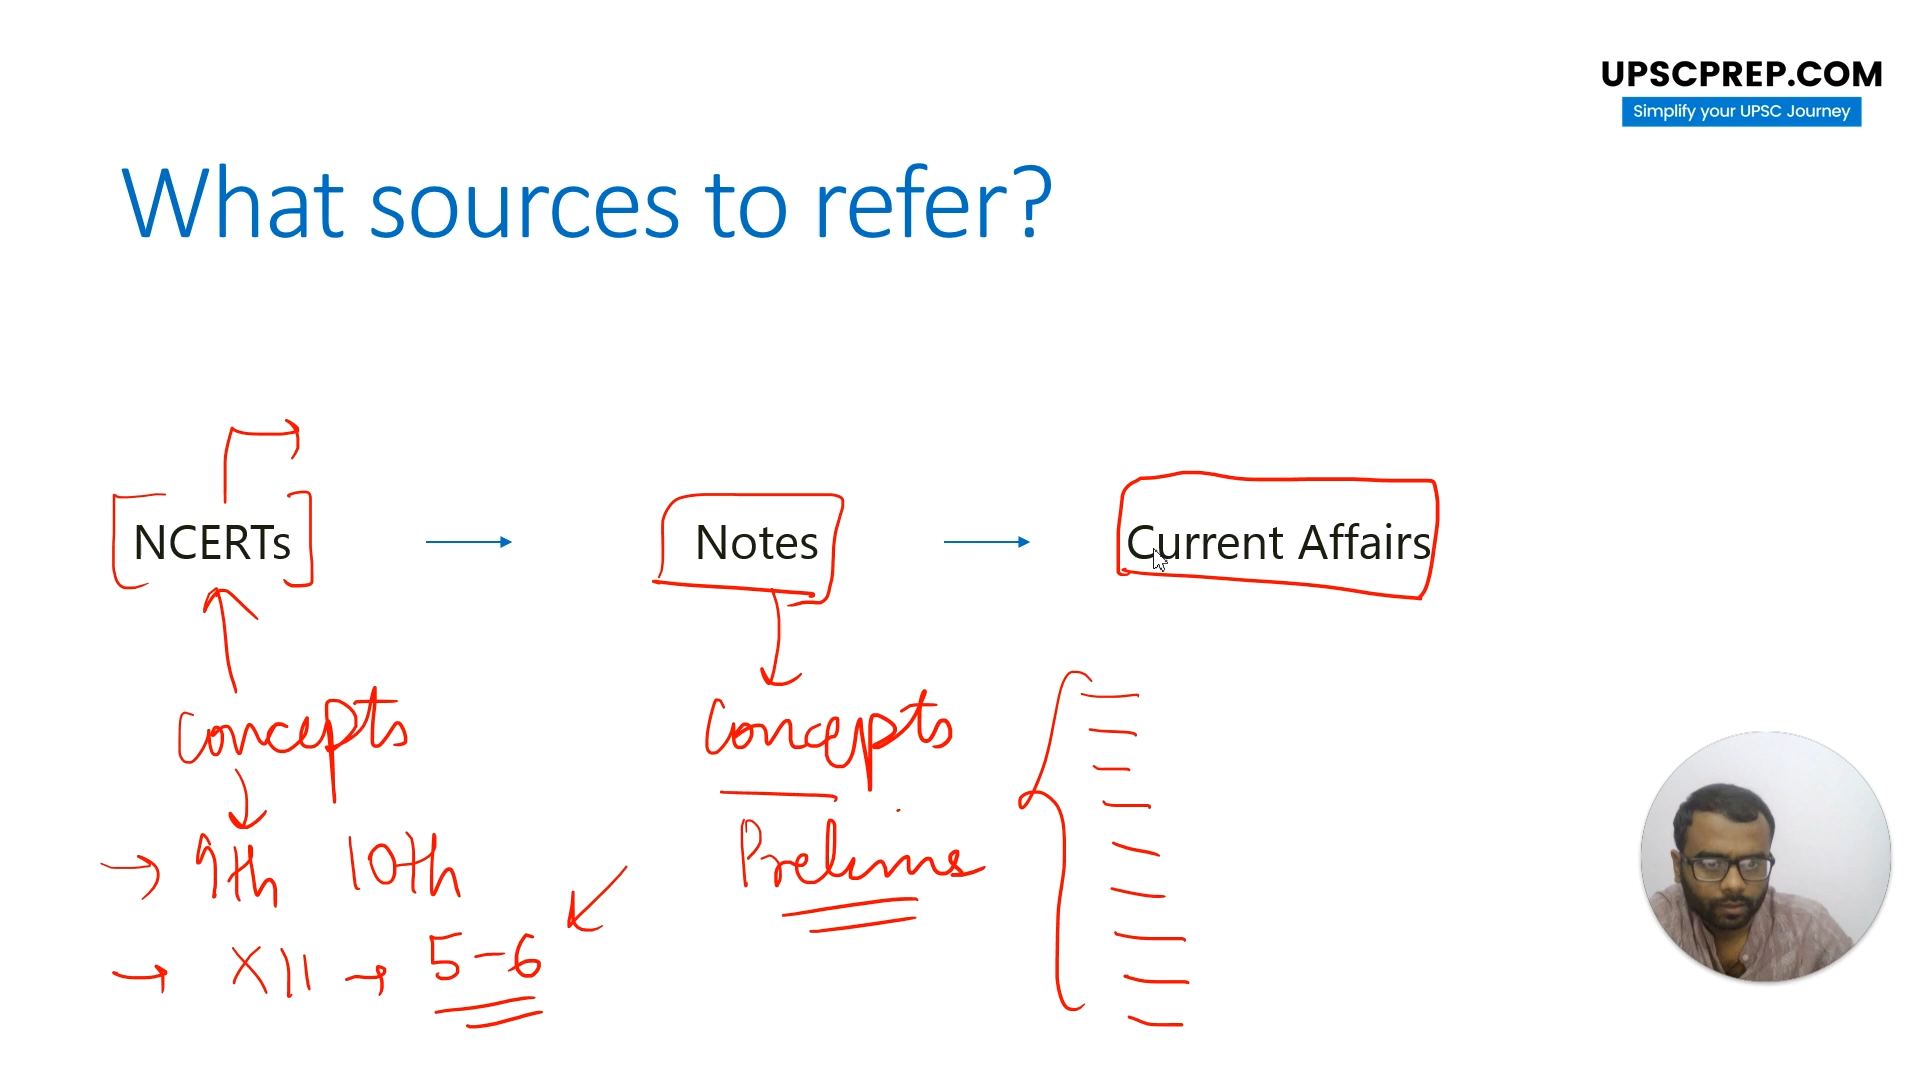 UPSCPREP.COM
Simplify your UPSC Journey
What sources to refer?
NCERTs
Notes
Current Affairs
concepts
concepts
9th 10th
Prelims
XII 5-6